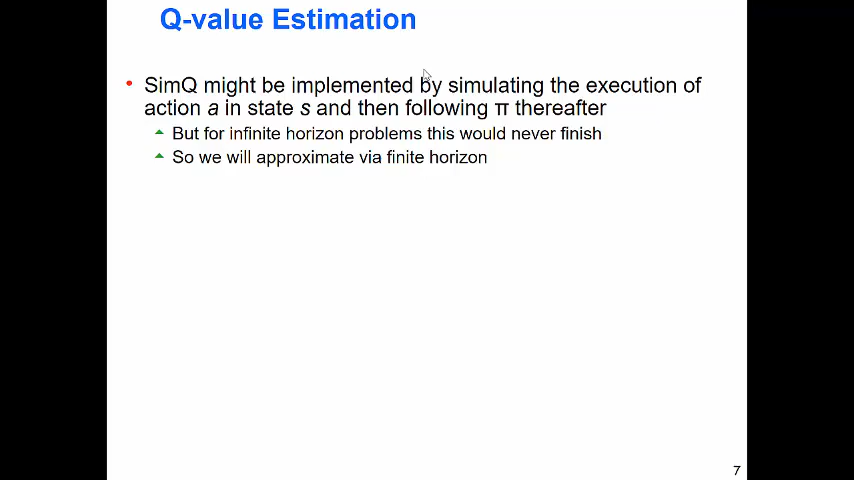 Q-value Estimation
• SimQ might be implemented by simulating the execution of
action a in state s and then following π thereafter
But for infinite horizon problems this would never finish
So we will approximate via finite horizon
7